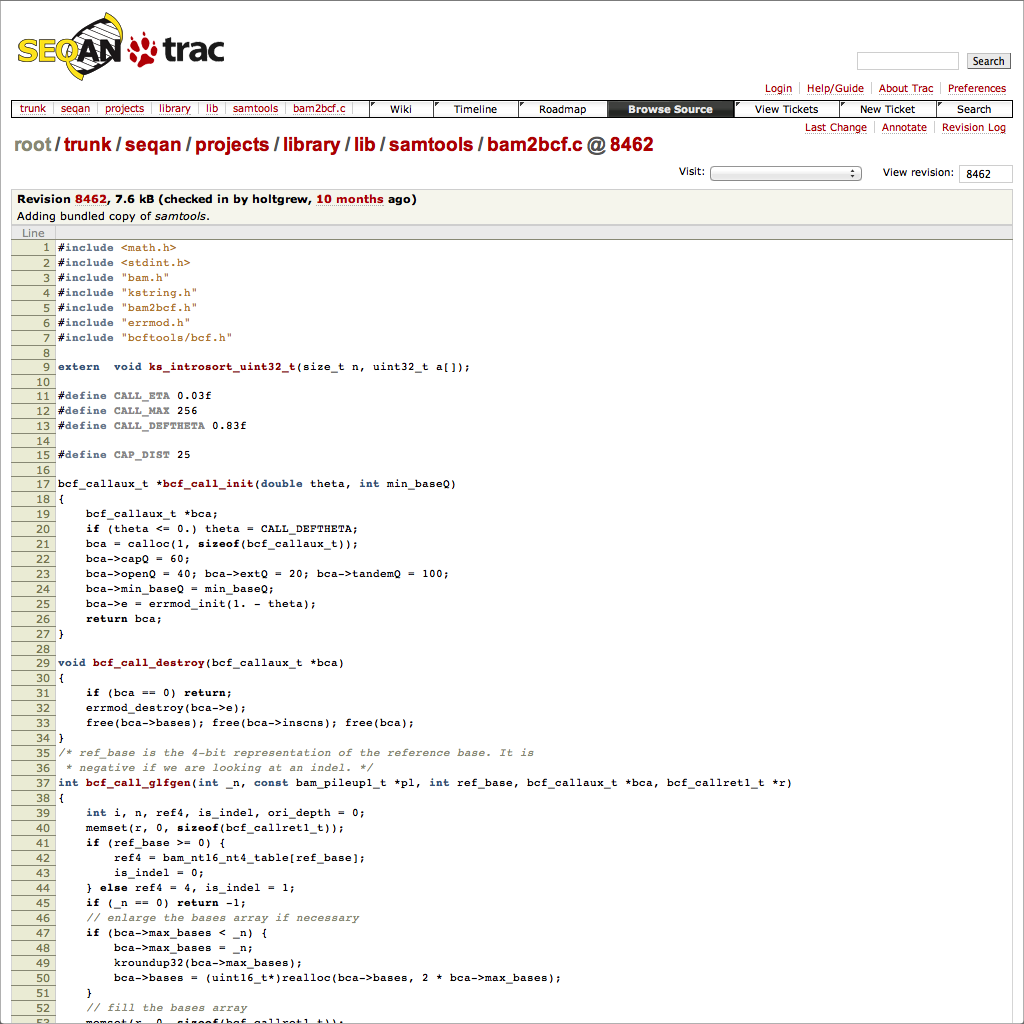 SEQAN trac
Search
Login Help/Guide About Trac Preferences
trunk seqan projects library lib samtools bam2bcf.c Wiki Timeline Roadmap Browse Source View Tickets New Ticket Search
Last Change Annotate Revision Log
root / trunk / seqan / projects / library / lib / samtools / bam2bcf.c @ 8462
Visit: View revision: 8462
Revision 8462, 7.6 kB (checked in by holtgrew, 10 months ago)
Adding bundled copy of samtools.
Line
1 #include <math.h>
2 #include <stdint.h>
3 #include "bam.h"
4 #include "kstring.h"
5 #include "bam2bcf.h"
6 #include "errmod.h"
7 #include "bcftools/bcf.h"
8
9 extern  void ks_introsort_uint32_t(size_t n, uint32_t a[]);
10
11 #define CALL_ETA 0.03f
12 #define CALL_MAX 256
13 #define CALL_DEFTHETA 0.83f
14
15 #define CAP_DIST 25
16
17 bcf_callaux_t *bcf_call_init(double theta, int min_baseQ)
18 {
19     bcf_callaux_t *bca;
20     if (theta <= 0.) theta = CALL_DEFTHETA;
21     bca = calloc(1, sizeof(bcf_callaux_t));
22     bca->capQ = 60;
23     bca->openQ = 40; bca->extQ = 20; bca->tandemQ = 100;
24     bca->min_baseQ = min_baseQ;
25     bca->e = errmod_init(1. - theta);
26     return bca;
27 }
28
29 void bcf_call_destroy(bcf_callaux_t *bca)
30 {
31     if (bca == 0) return;
32     errmod_destroy(bca->e);
33     free(bca->bases); free(bca->inscns); free(bca);
34 }
35 /* ref_base is the 4-bit representation of the reference base. It is
36  * negative if we are looking at an indel. */
37 int bcf_call_glfgen(int _n, const bam_pileup1_t *pl, int ref_base, bcf_callaux_t *bca, bcf_callret1_t *r)
38 {
39     int i, n, ref4, is_indel, ori_depth = 0;
40     memset(r, 0, sizeof(bcf_callret1_t));
41     if (ref_base >= 0) {
42         ref4 = bam_nt16_nt4_table[ref_base];
43         is_indel = 0;
44     } else ref4 = 4, is_indel = 1;
45     if (_n == 0) return -1;
46     // enlarge the bases array if necessary
47     if (bca->max_bases < _n) {
48         bca->max_bases = _n;
49         kroundup32(bca->max_bases);
50         bca->bases = (uint16_t*)realloc(bca->bases, 2 * bca->max_bases);
51     }
52     // fill the bases array
53     memset(r, 0, sizeof(bcf_callret1_t));